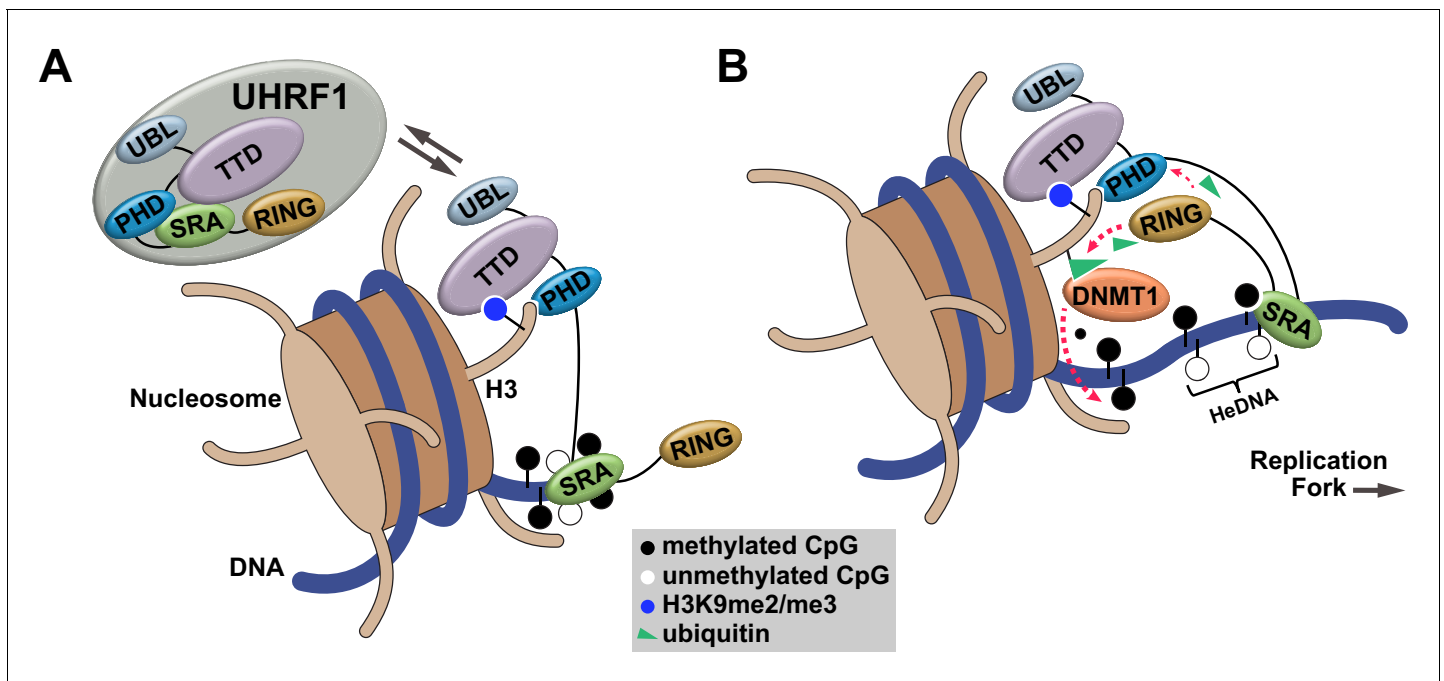 A
UHRF1
UBL
TTD
PHD
SRA
RING
UBL
TTD
PHD
H3
Nucleosome
SRA
RING
DNA
B
UBL
TTD
PHD
RING
DNMT1
SRA
HeDNA
Replication
Fork
methylated CpG
unmethylated CpG
H3K9me2/me3
ubiquitin